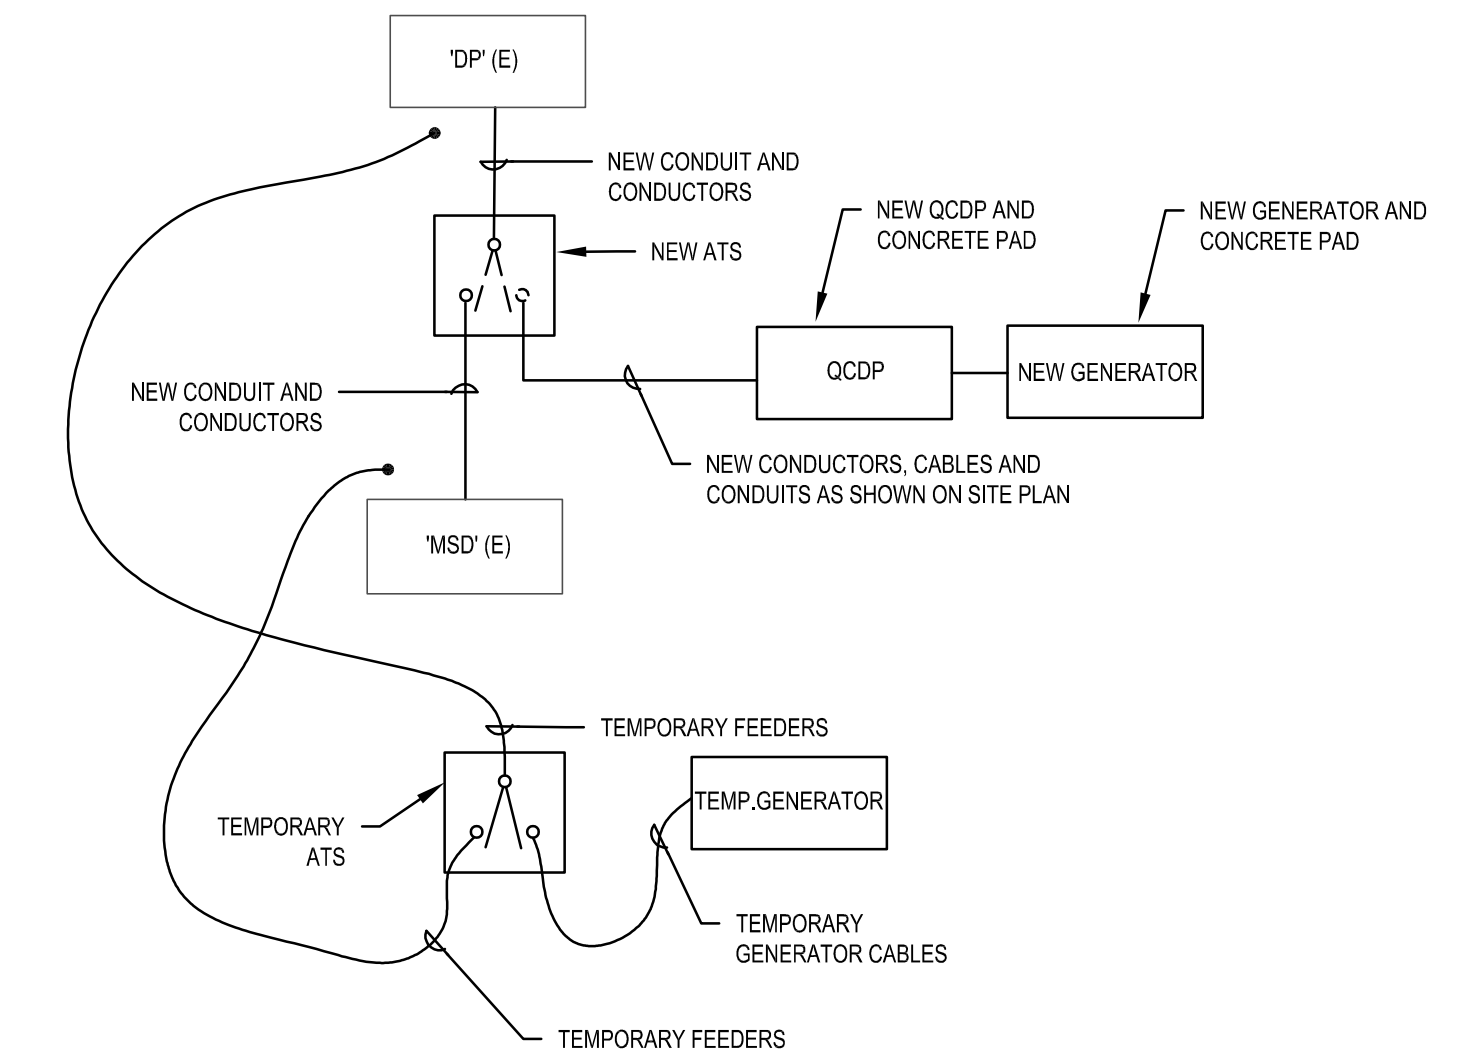 'DP' (E)
NEW CONDUIT AND
CONDUCTORS
NEW QCDP AND
CONCRETE PAD
NEW GENERATOR AND
CONCRETE PAD
NEW ATS
QCDP
NEW GENERATOR
NEW CONDUIT AND
CONDUCTORS
NEW CONDUCTORS, CABLES AND
CONDUITS AS SHOWN ON SITE PLAN
'MSD' (E)
TEMPORARY FEEDERS
TEMP.GENERATOR
TEMPORARY
ATS
TEMPORARY
GENERATOR CABLES
TEMPORARY FEEDERS